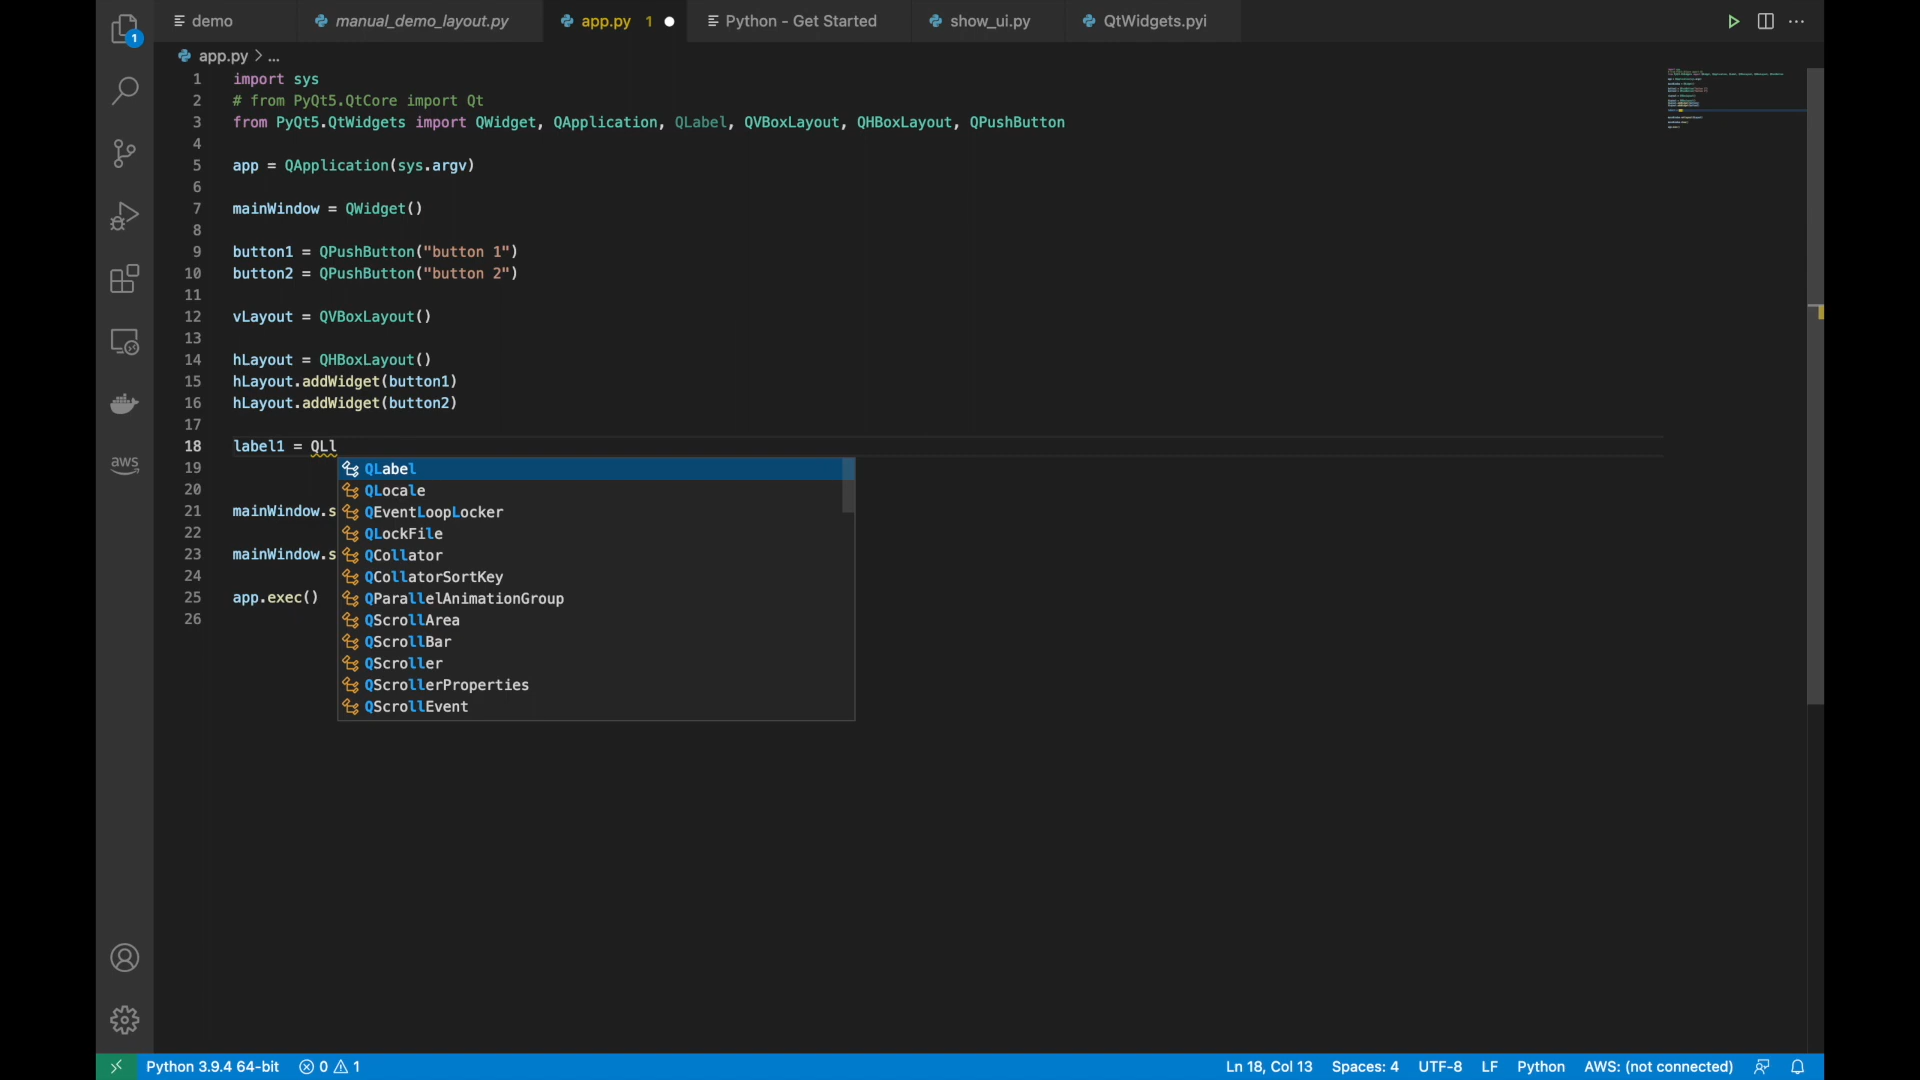 1
demo
manual_demo_layout.py
app.py 1
Python - Get Started
show_ui.py
QtWidgets.pyi
app.py > ...
1 import sys
2 # from PyQt5.QtCore import Qt
3 from PyQt5.QtWidgets import QWidget, QApplication, QLabel, QVBoxLayout, QHBoxLayout, QPushButton
4
5 app = QApplication(sys.argv)
6
7 mainWindow = QWidget()
8
9 button1 = QPushButton("button 1")
10 button2 = QPushButton("button 2")
11
12 vLayout = QVBoxLayout()
13
14 hLayout = QHBoxLayout()
15 hLayout.addWidget(button1)
16 hLayout.addWidget(button2)
17
18 label1 = QLl
19
20
21 mainWindow.s
22
23 mainWindow.s
24
25 app.exec()
26
QLabel
QLocale
QEventLoopLocker
QLockFile
QCollator
QCollatorSortKey
QParallelAnimationGroup
QScrollArea
QScrollBar
QScroller
QScrollerProperties
QScrollEvent
aws
Python 3.9.4 64-bit 0 1 Ln 18, Col 13 Spaces: 4 UTF-8 LF Python AWS: (not connected)